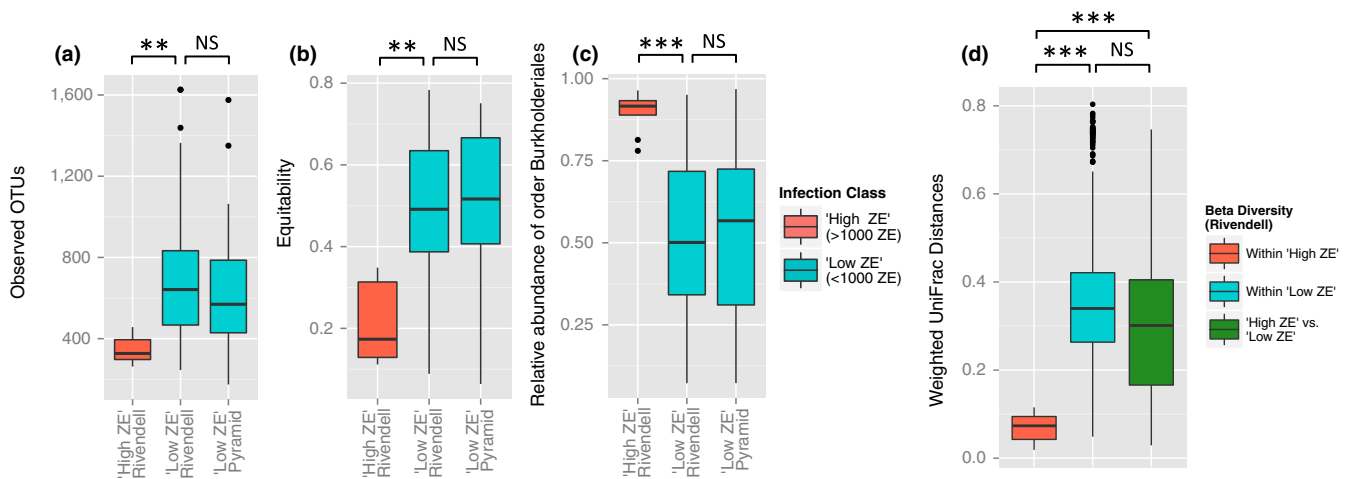 (a)
**
NS
Observed OTUs
1,600
1,200
800
400
'High ZE'
Rivendell
'Low ZE'
Rivendell
'Low ZE'
Pyramid
(b)
**
NS
Equitability
0.8
0.6
0.4
0.2
'High ZE'
Rivendell
'Low ZE'
Rivendell
'Low ZE'
Pyramid
(c)
***
NS
Relative abundance of order Burkholderiales
1.00
0.75
0.50
0.25
'High ZE'
Rivendell
'Low ZE'
Rivendell
'Low ZE'
Pyramid
Infection Class
'High ZE'
(>1000 ZE)
'Low ZE'
(<1000 ZE)
(d)
***
***
NS
Weighted UniFrac Distances
0.8
0.6
0.4
0.2
0.0
Beta Diversity
(Rivendell)
Within 'High ZE'
Within 'Low ZE'
'High ZE' vs.
'Low ZE'